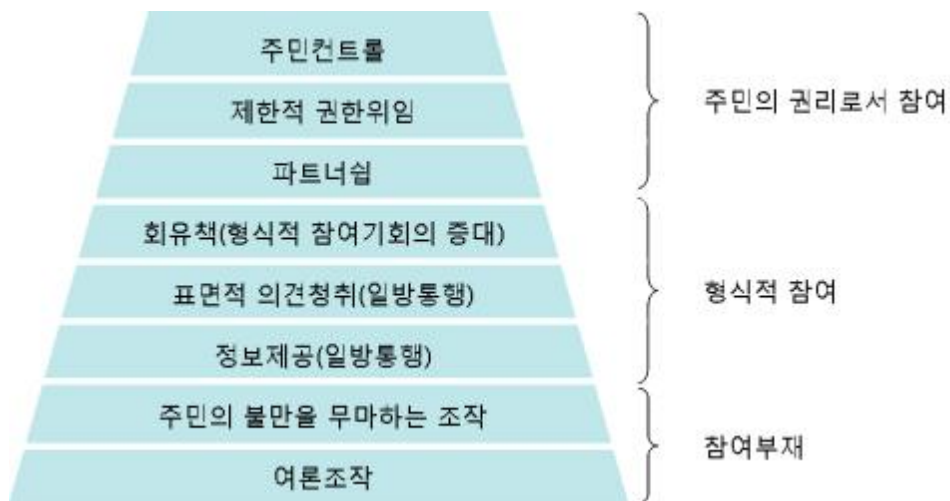 주민컨트롤
제한적 권한위임
파트너쉽
주민의 권리로서 참여
회유책(형식적 참여기회의 증대)
표면적 의견청취(일방통행)
정보제공(일방통행)
형식적 참여
주민의 불만을 무마하는 조작
여론조작
참여부재